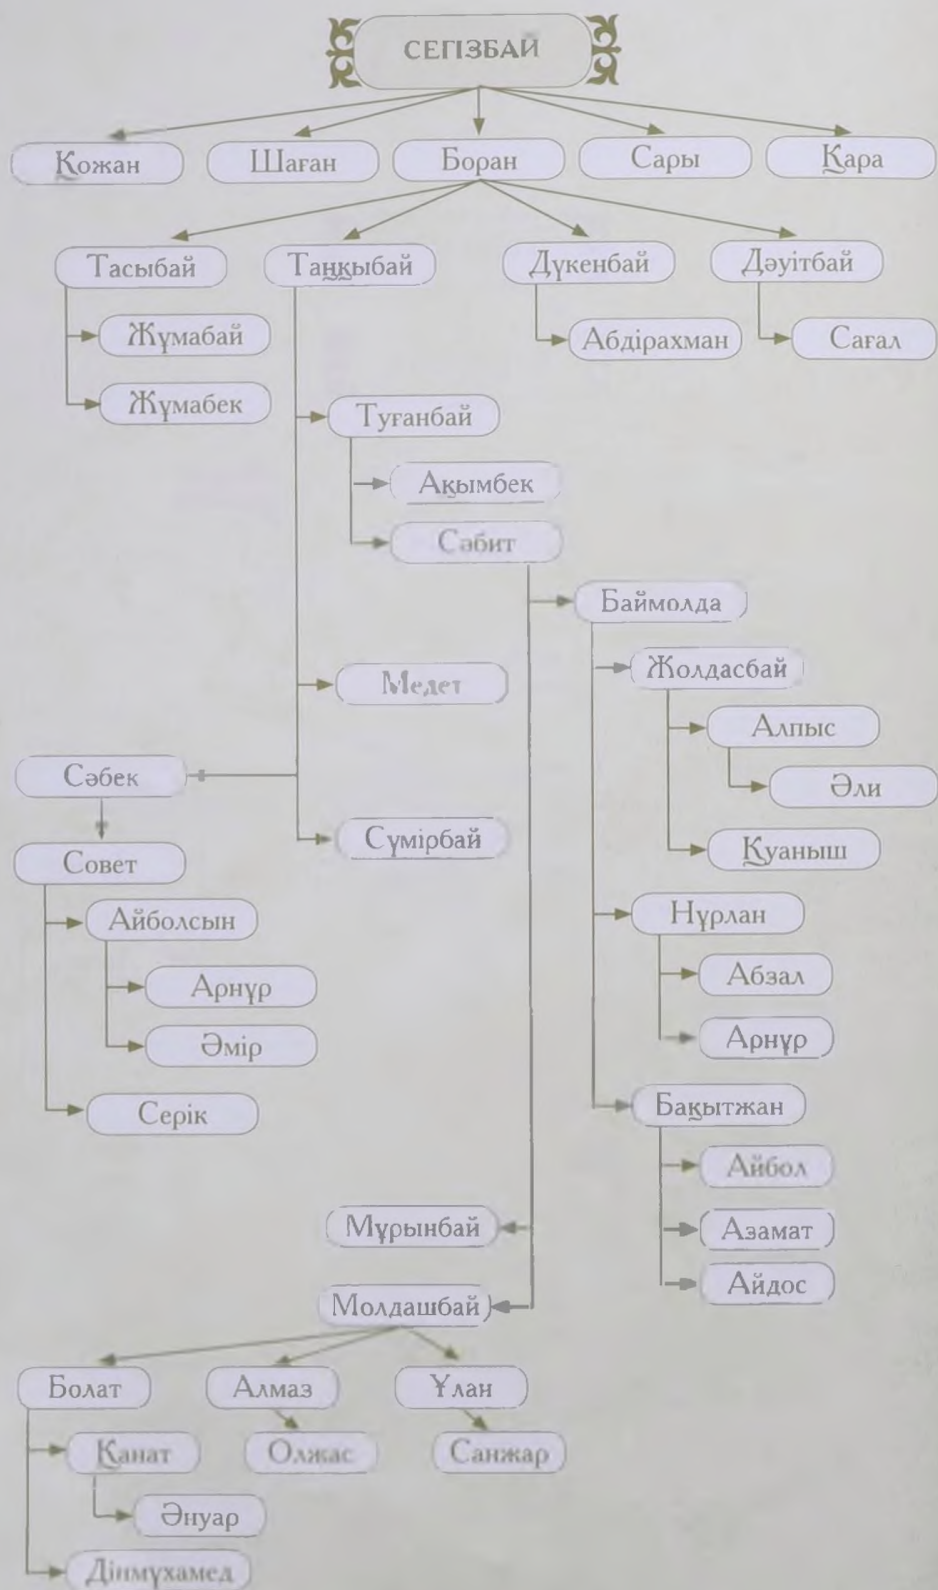 СЕГІЗБАЙ
Қожан Шаған Боран Сары Қара
Тасыбай Таңқыбай Дүкенбай Дәуітбай
Жұмабай Абдірахман Сағал
Жұмабек
Туғанбай
Ақымбек
Сәбит
Баймолда
Жолдасбай
Медет
Алпыс
Сәбек Әли
Сүмірбай Қуаныш
Совет
Айболсын Нұрлан
Арнұр Абзал
Әмір Арнұр
Серік Бақытжан
Айбол
Мұрынбай Азамат
Айдос
Молдашбай
Болат Алмаз Ұлан
Қанат Олжас Санжар
Әнуар
Дінмұхамед